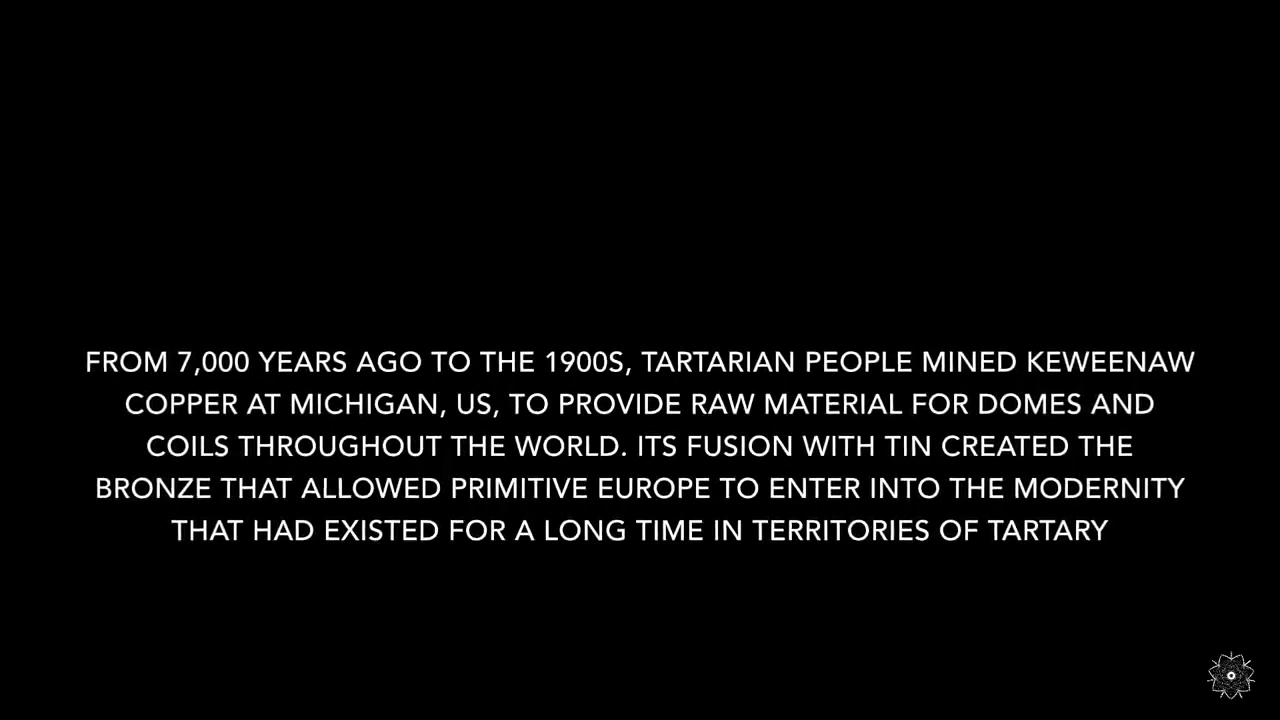 FROM 7,000 YEARS AGO TO THE 1900S, TARTARIAN PEOPLE MINED KEWEENAW
COPPER AT MICHIGAN, US, TO PROVIDE RAW MATERIAL FOR DOMES AND
COILS THROUGHOUT THE WORLD. ITS FUSION WITH TIN CREATED THE
BRONZE THAT ALLOWED PRIMITIVE EUROPE TO ENTER INTO THE MODERNITY
THAT HAD EXISTED FOR A LONG TIME IN TERRITORIES OF TARTARY